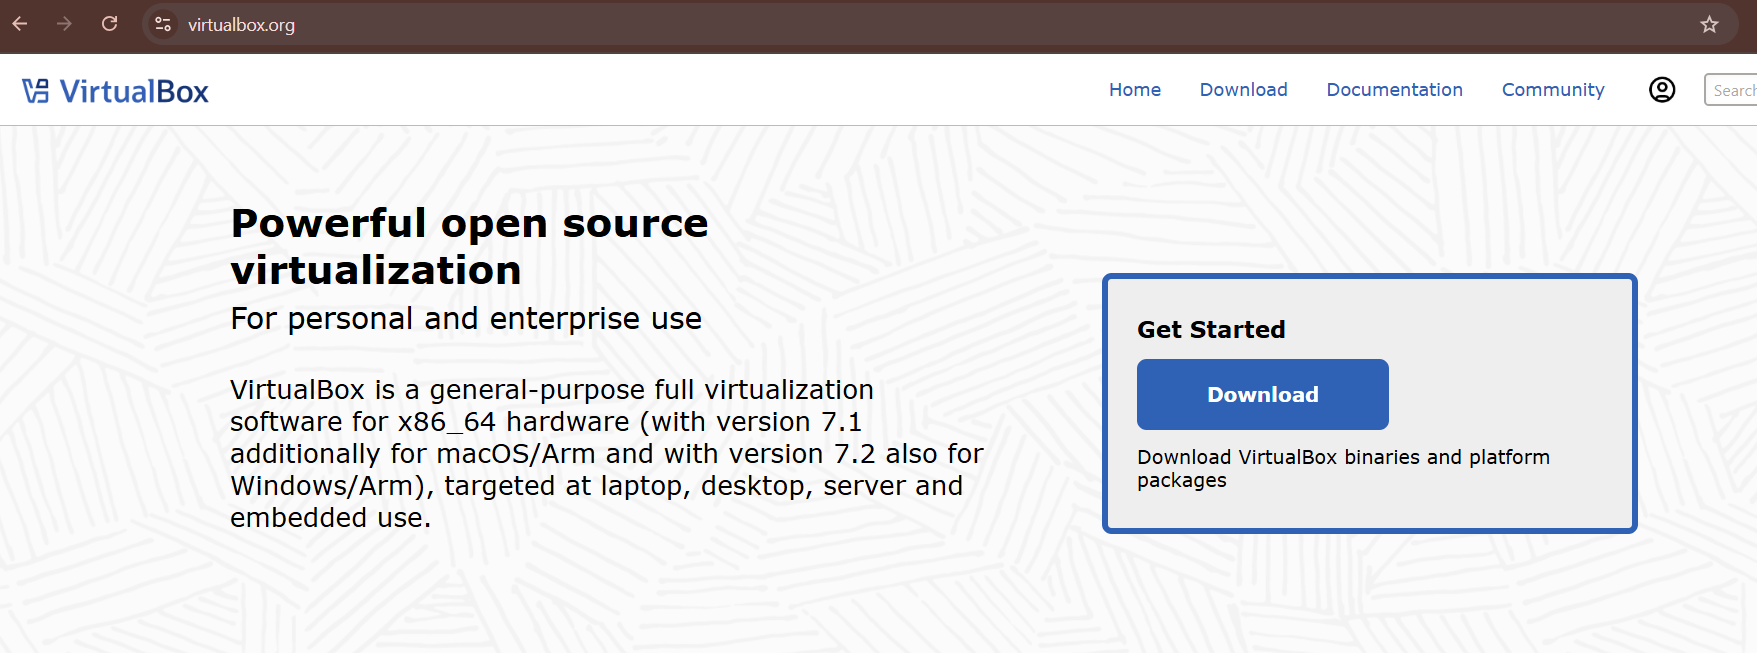 virtualbox.org
VirtualBox
Home Download Documentation Community Search
Powerful open source
virtualization
For personal and enterprise use
VirtualBox is a general-purpose full virtualization
software for x86_64 hardware (with version 7.1
additionally for macOS/Arm and with version 7.2 also for
Windows/Arm), targeted at laptop, desktop, server and
embedded use.
Get Started
Download
Download VirtualBox binaries and platform
packages